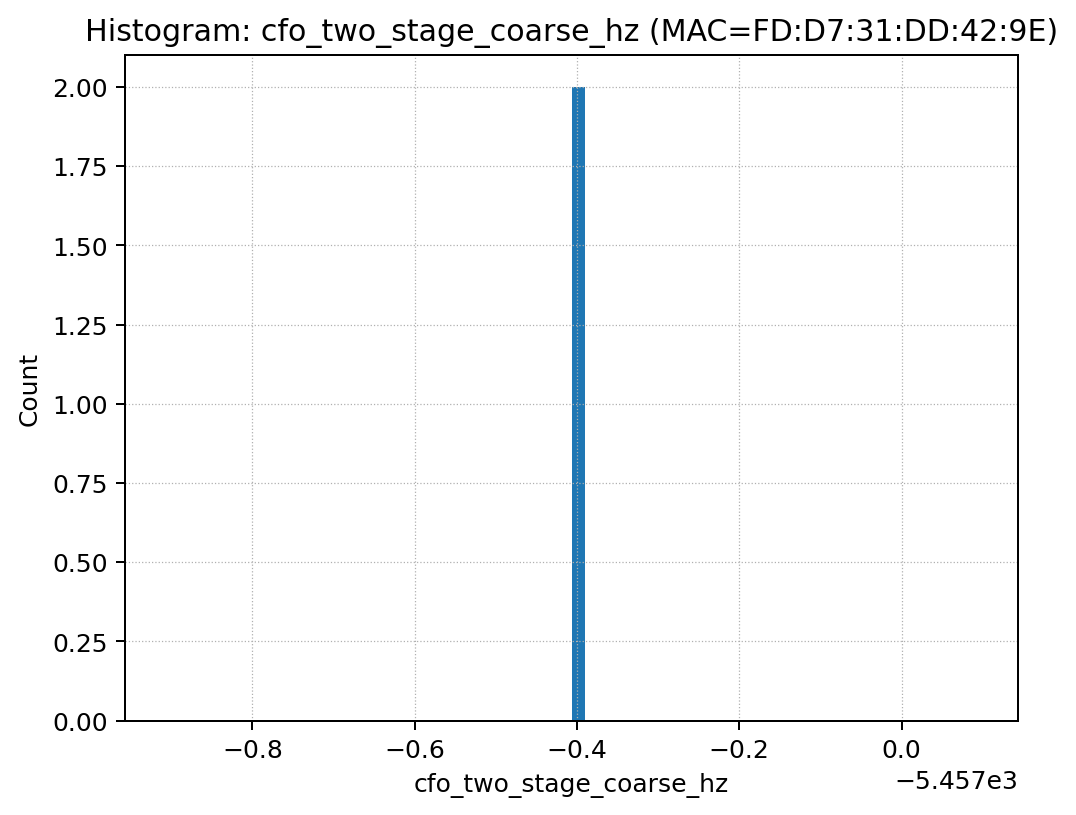 Histogram: cfo_two_stage_coarse_hz (MAC=FD:D7:31:DD:42:9E)
2.00
1.75
1.50
1.25
1.00
0.75
0.50
0.25
0.00
Count
−0.8 −0.6 −0.4 −0.2 0.0
cfo_two_stage_coarse_hz
−5.457e3